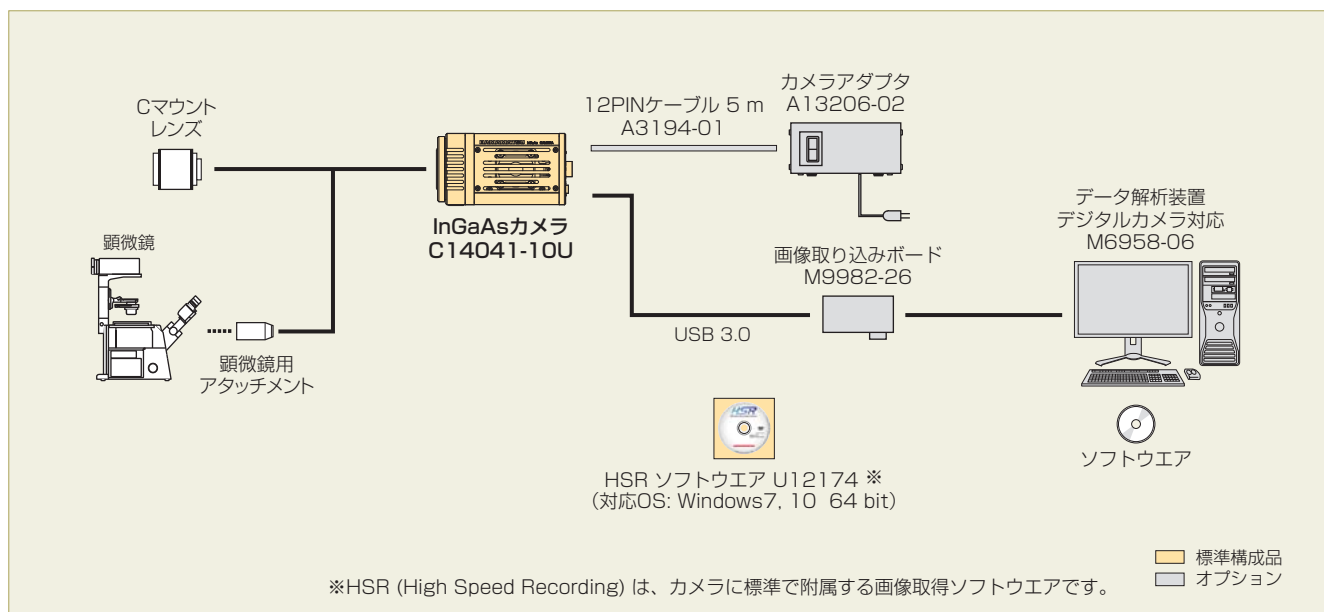 Cマウント
レンズ
顕微鏡
顕微鏡用
アタッチメント
InGaAsカメラ
C14041-10U
12PINケーブル 5 m
A3194-01
カメラアダプタ
A13206-02
USB 3.0
画像取り込みボード
M9982-26
データ解析装置
デジタルカメラ対応
M6958-06
ソフトウエア
HSR
HSR ソフトウエア U12174 ※
（対応OS: Windows7, 10 64 bit）
標準構成品
オプション
※HSR (High Speed Recording) は、カメラに標準で附属する画像取得ソフトウエアです。